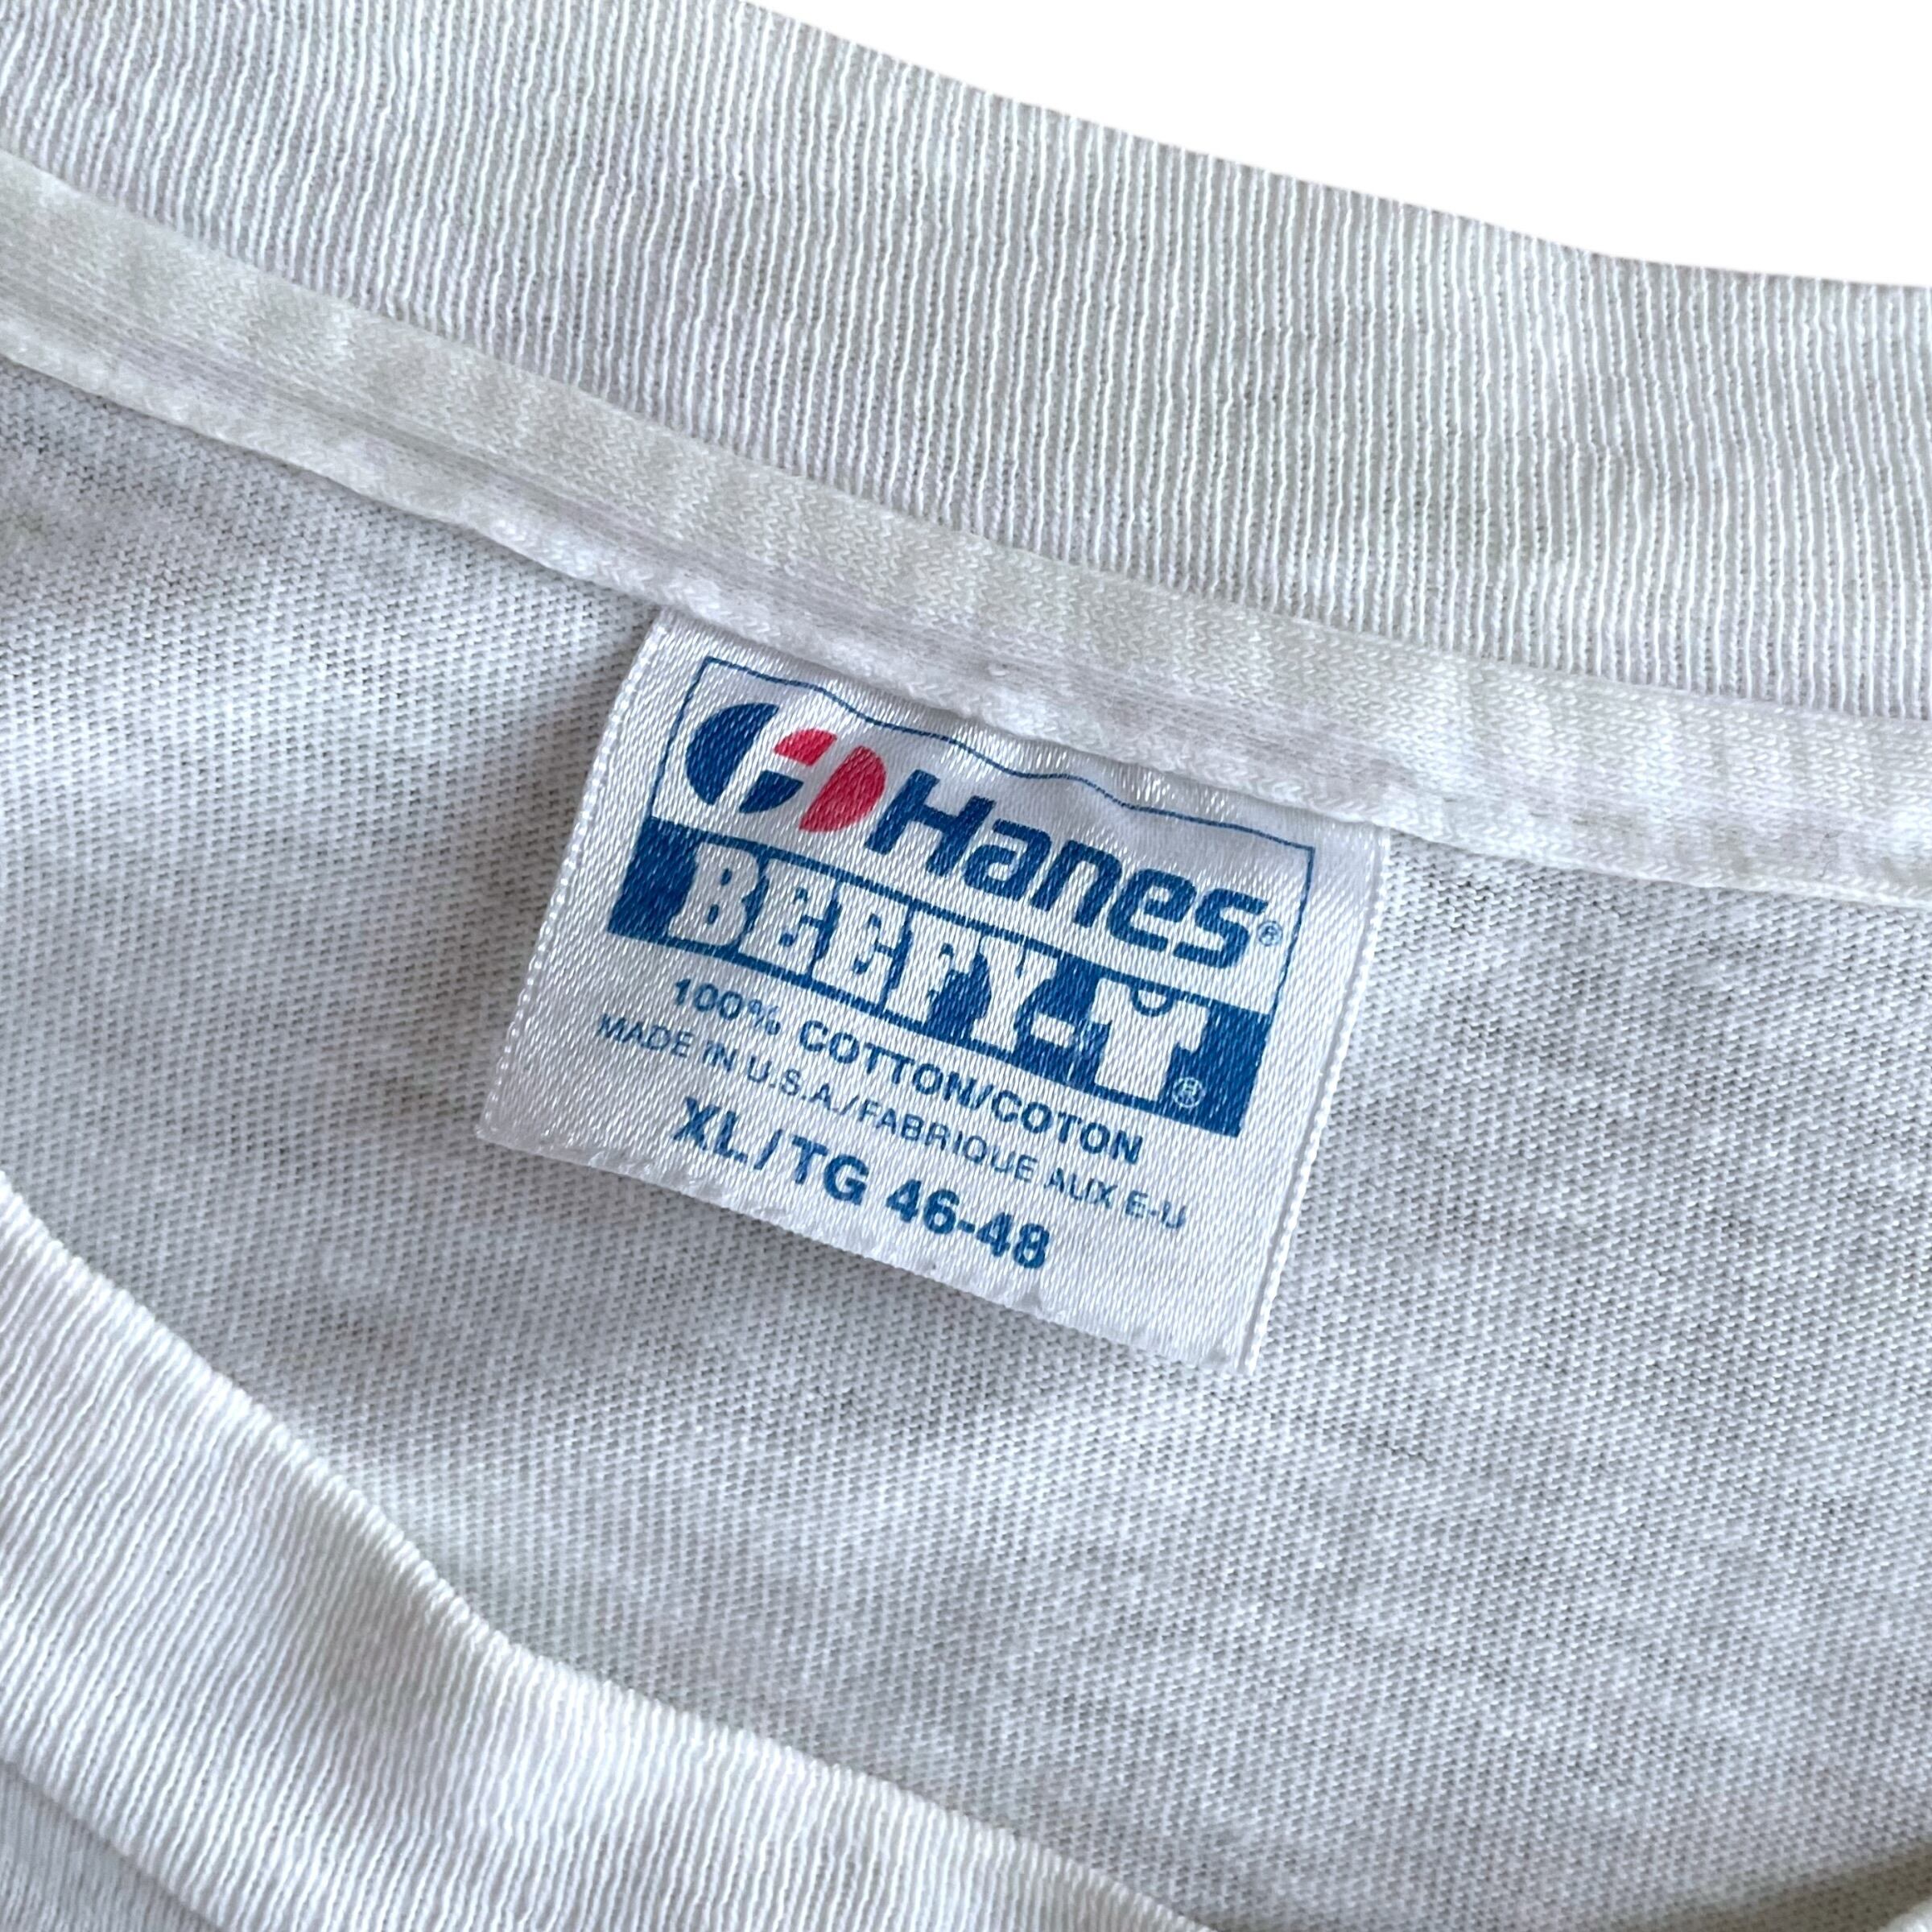 Hanes®
BEEFY-T®
100% COTTON/COTON
MADE IN U.S.A./FABRIQUE AUX E-U
XL/TG 46-48